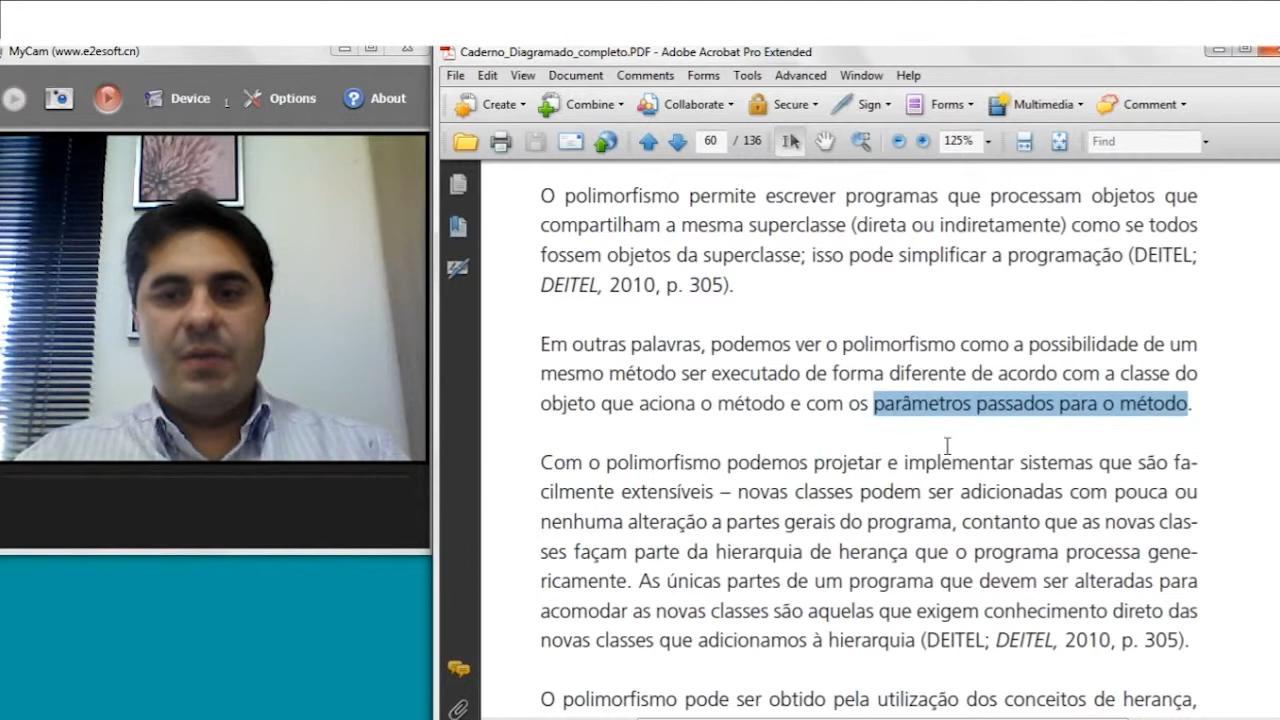 MyCam (www.e2esoft.cn)
Device
1
Options
About
Caderno_Diagramado_completo.PDF - Adobe Acrobat Pro Extended
File Edit View Document Comments Forms Tools Advanced Window Help
Create Combine Collaborate Secure Sign Forms Multimedia Comment
60 / 136 125% Find
O polimorfismo permite escrever programas que processam objetos que
compartilham a mesma superclasse (direta ou indiretamente) como se todos
fossem objetos da superclasse; isso pode simplificar a programação (DEITEL;
DEITEL, 2010, p. 305).
Em outras palavras, podemos ver o polimorfismo como a possibilidade de um
mesmo método ser executado de forma diferente de acordo com a classe do
objeto que aciona o método e com os parâmetros passados para o método.
Com o polimorfismo podemos projetar e implementar sistemas que são fa-
cilmente extensíveis – novas classes podem ser adicionadas com pouca ou
nenhuma alteração a partes gerais do programa, contanto que as novas clas-
ses façam parte da hierarquia de herança que o programa processa gene-
ricamente. As únicas partes de um programa que devem ser alteradas para
acomodar as novas classes são aquelas que exigem conhecimento direto das
novas classes que adicionamos à hierarquia (DEITEL; DEITEL, 2010, p. 305).
O polimorfismo pode ser obtido pela utilização dos conceitos de herança,